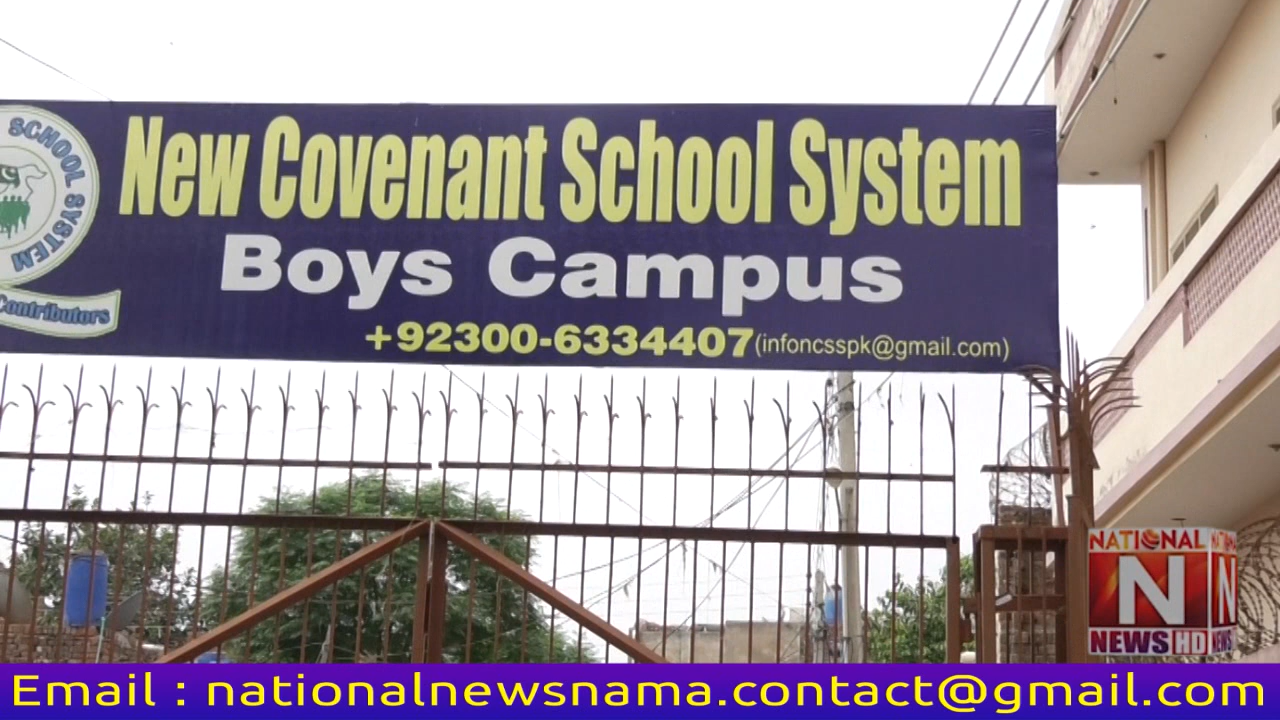 SCHOOL SYSTEM
Contributors
New Covenant School System
Boys Campus
+92300-6334407(infoncsspk@gmail.com)
NATIONAL
N
NEWS HD
N
NEWS
Email : nationalnewsnama.contact@gmail.com